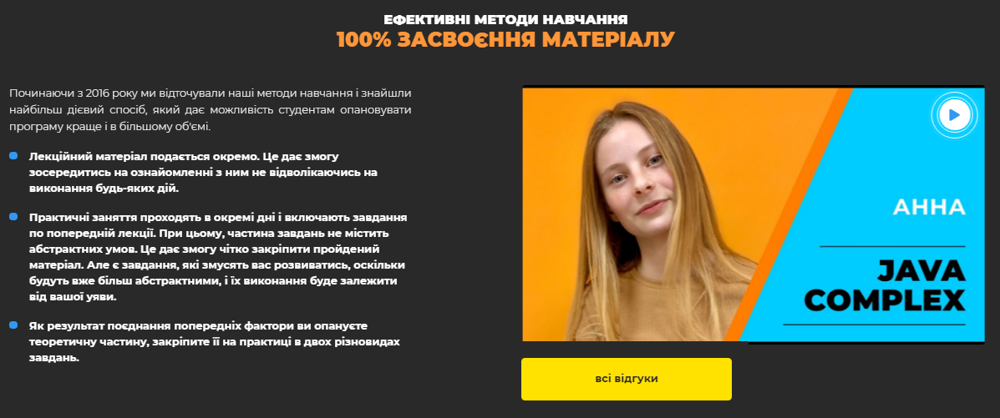 ЕФЕКТИВНІ МЕТОДИ НАВЧАННЯ
100% ЗАСВОЄННЯ МАТЕРІАЛУ
Починаючи з 2016 року ми відточували наші методи навчання і знайшли
найбільш дієвий спосіб, який дає можливість студентам опановувати
програму краще і в більшому об'ємі.
Лекційний матеріал подається окремо. Це дає змогу
зосередитись на ознайомленні з ним не відволікаючись на
виконання будь-яких дій.
Практичні заняття проходять в окремі дні і включають завдання
по попередній лекції. При цьому, частина завдань не містить
абстрактних умов. Це дає змогу чітко закріпити пройдений
матеріал. Але є завдання, які змусять вас розвиватись, оскільки
будуть вже більш абстрактними, і їх виконання буде залежити
від вашої уяви.
Як результат поєднання попередніх фактори ви опануєте
теоретичну частину, закріпите її на практиці в двох різновидах
завдань.
АННА
JAVA
COMPLEX
всі відгуки